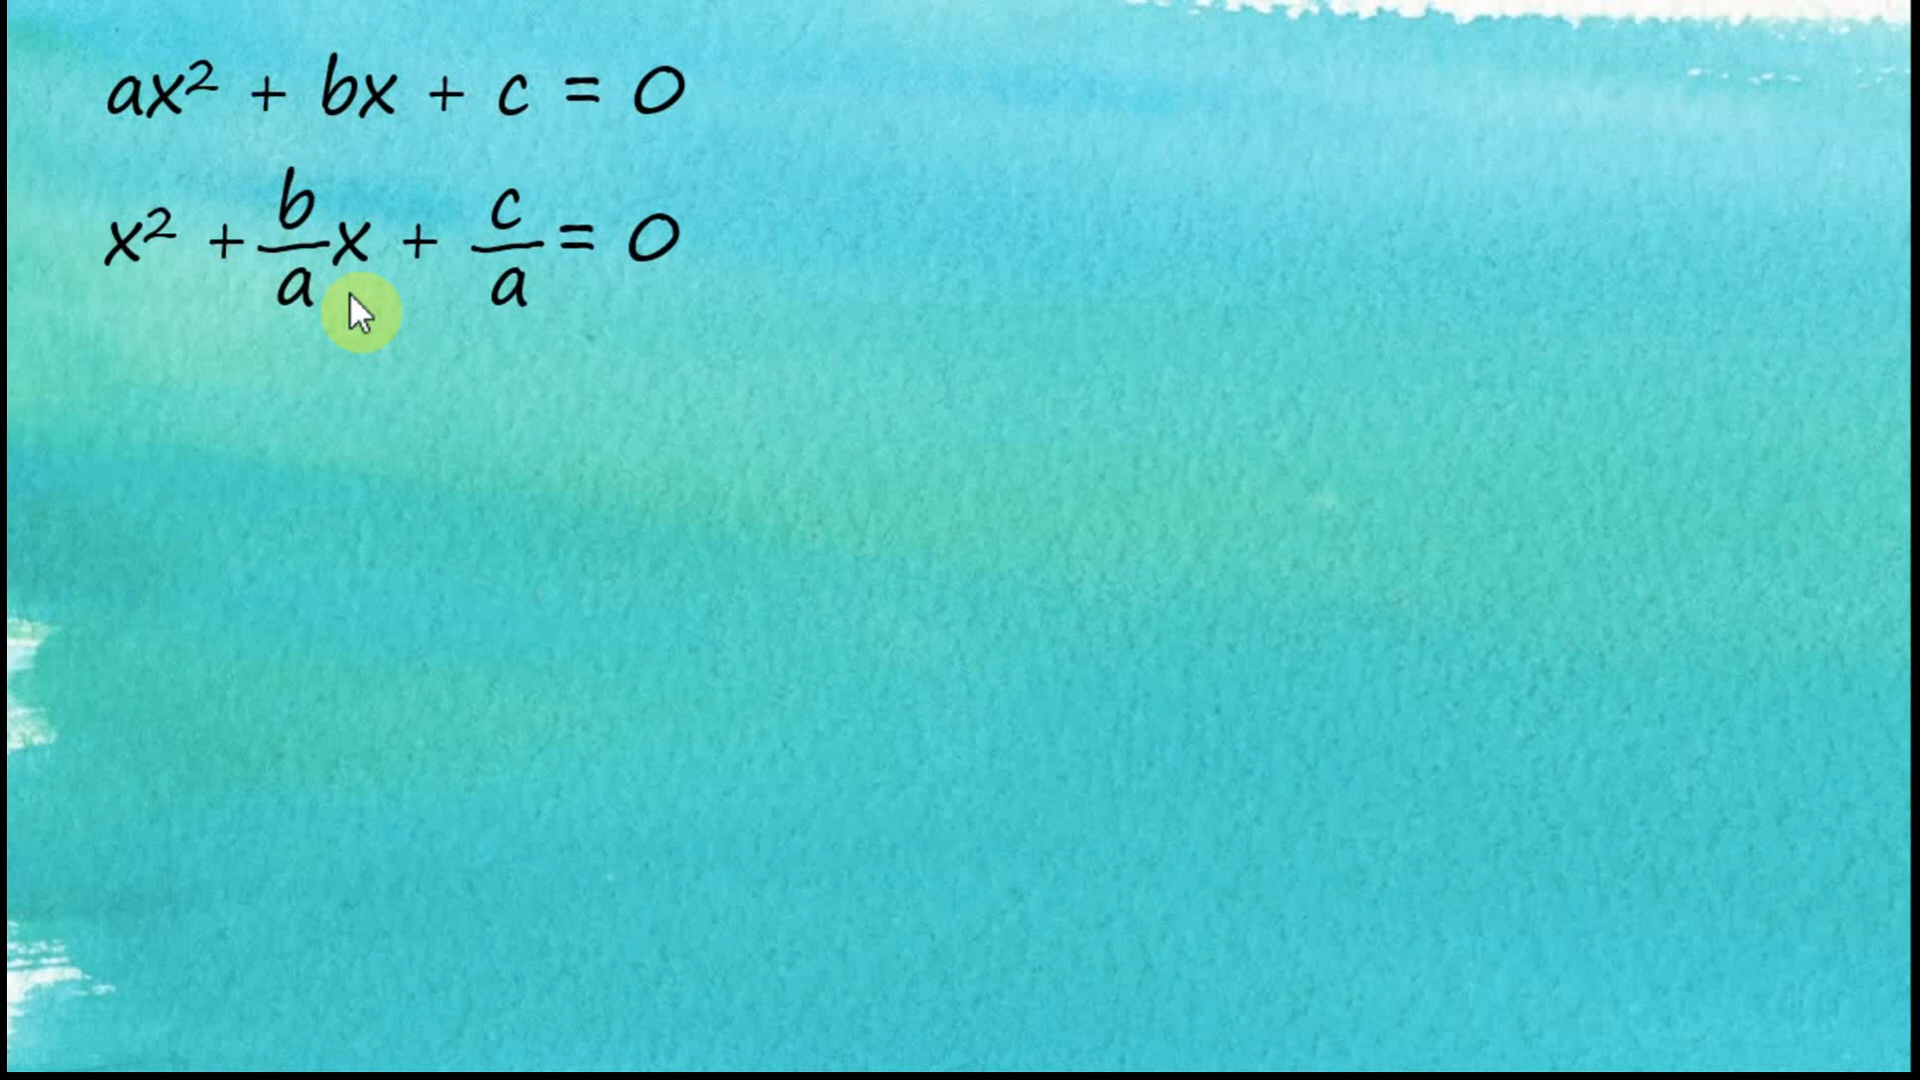 ax² + bx + c = 0
x² + b/a x + c/a = 0